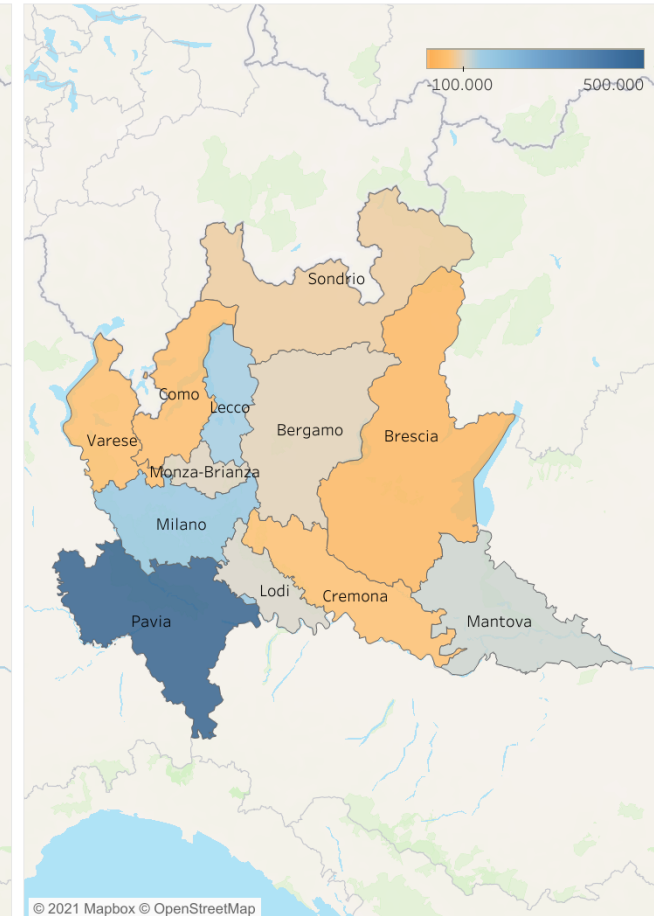 -100.000 500.000
Sondrio
Como
Lecco
Bergamo
Varese
Brescia
Monza-Brianza
Milano
Lodi
Cremona
Pavia
Mantova
© 2021 Mapbox © OpenStreetMap